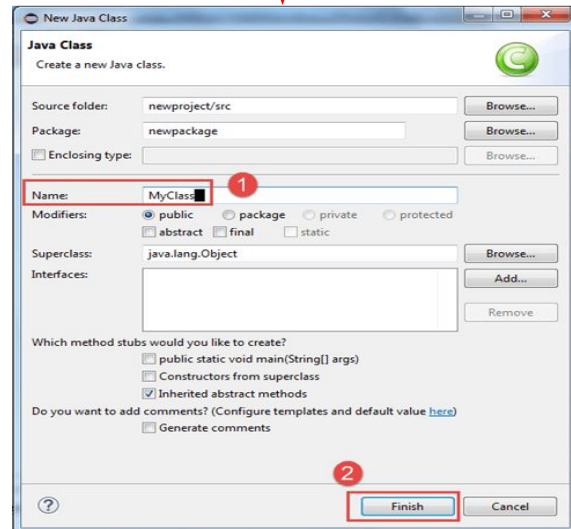 New Java Class
Java Class
Create a new Java class.
C
Source folder: newproject/src Browse...
Package: newpackage Browse...
Enclosing type: Browse...
1
Name: MyClass
Modifiers: public package private protected
abstract final static
Superclass: java.lang.Object Browse...
Interfaces: Add...
Remove
Which method stubs would you like to create?
public static void main(String[] args)
Constructors from superclass
Inherited abstract methods
Do you want to add comments? (Configure templates and default value here)
Generate comments
2
? Finish Cancel